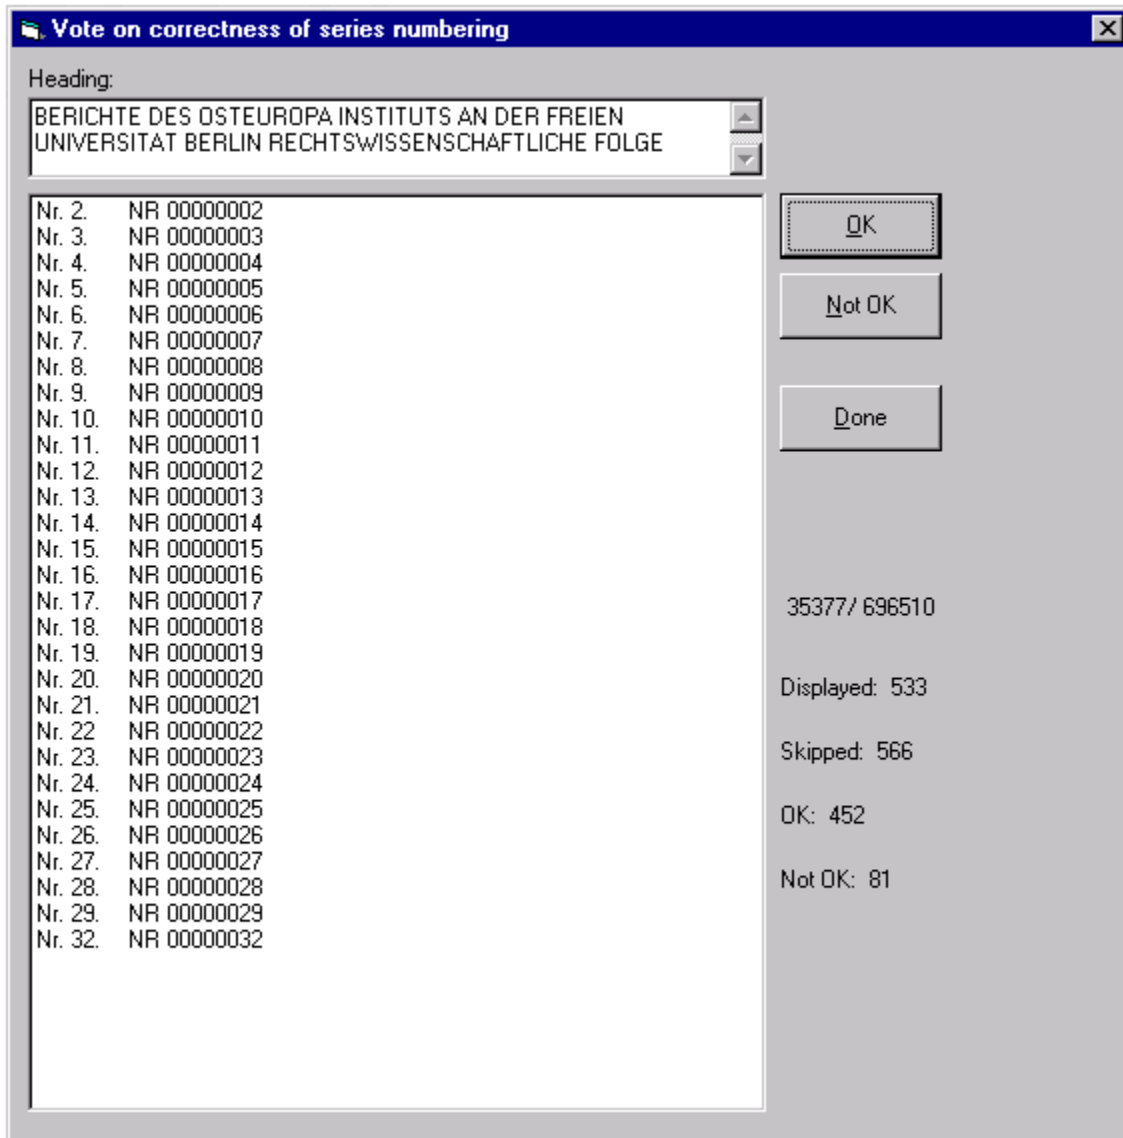 Vote on correctness of series numbering
Heading:
BERICHTE DES OSTEUROPA INSTITUTS AN DER FREIEN
UNIVERSITAT BERLIN RECHTSWISSENSCHAFTLICHE FOLGE
Nr. 2. NR 00000002
Nr. 3. NR 00000003
Nr. 4. NR 00000004
Nr. 5. NR 00000005
Nr. 6. NR 00000006
Nr. 7. NR 00000007
Nr. 8. NR 00000008
Nr. 9. NR 00000009
Nr. 10. NR 00000010
Nr. 11. NR 00000011
Nr. 12. NR 00000012
Nr. 13. NR 00000013
Nr. 14. NR 00000014
Nr. 15. NR 00000015
Nr. 16. NR 00000016
Nr. 17. NR 00000017
Nr. 18. NR 00000018
Nr. 19. NR 00000019
Nr. 20. NR 00000020
Nr. 21. NR 00000021
Nr. 22 NR 00000022
Nr. 23. NR 00000023
Nr. 24. NR 00000024
Nr. 25. NR 00000025
Nr. 26. NR 00000026
Nr. 27. NR 00000027
Nr. 28. NR 00000028
Nr. 29. NR 00000029
Nr. 32. NR 00000032
OK
Not OK
Done
35377/ 696510
Displayed: 533
Skipped: 566
OK: 452
Not OK: 81